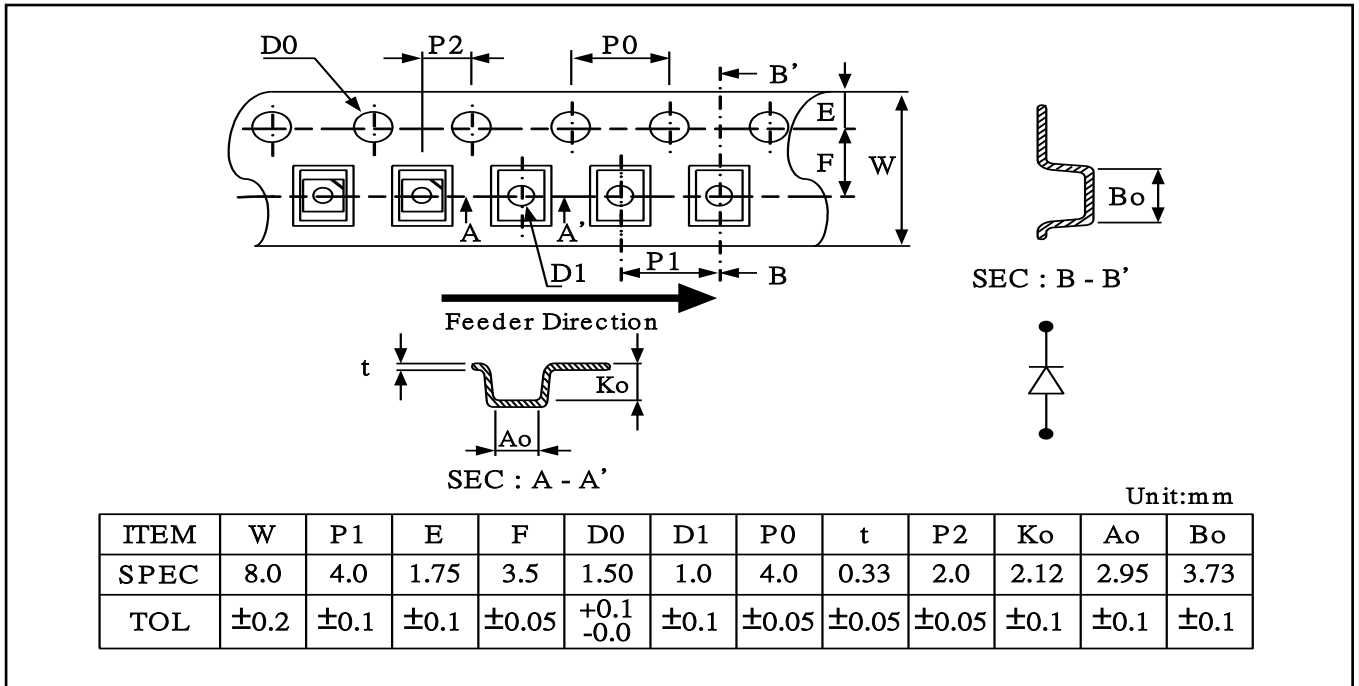 D0
P2
P0
B'
E
F
W
A
A'
D1
P1
B
Feeder Direction
Bo
SEC : B - B'
t
Ko
Ao
SEC : A - A'
Unit:mm
ITEM W P1 E F D0 D1 P0 t P2 Ko Ao Bo
SPEC 8.0 4.0 1.75 3.5 1.50 1.0 4.0 0.33 2.0 2.12 2.95 3.73
TOL ±0.2 ±0.1 ±0.1 ±0.05 +0.1 -0.0 ±0.1 ±0.05 ±0.05 ±0.05 ±0.1 ±0.1 ±0.1